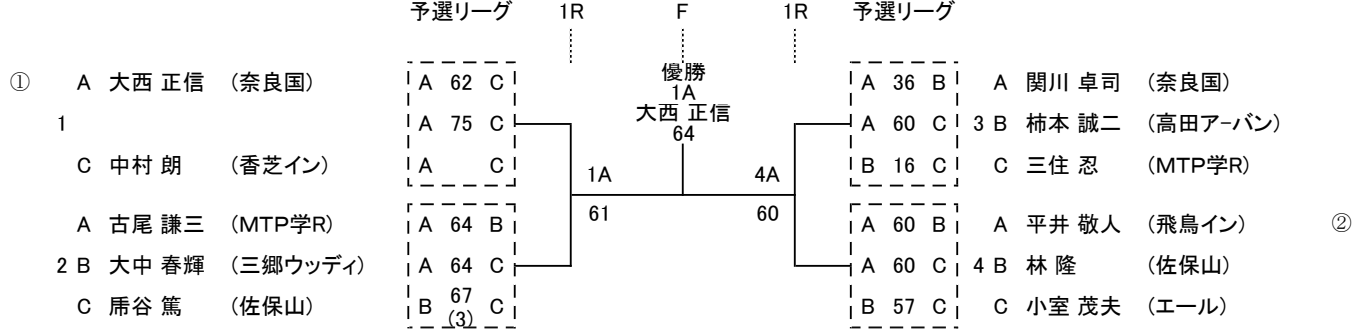 予選リーグ 1R F 1R 予選リーグ
① A 大西 正信 (奈良国) A 62 C 優勝 A 36 B A 関川 卓司 (奈良国)
1A
1 A 75 C 大西 正信 A 60 C 3 B 柿本 誠二 (高田アーバン)
64
C 中村 朗 (香芝イン) A C 1A 4A B 16 C C 三住 忍 (MTP学R)
A 古尾 謙三 (MTP学R) A 64 B 61 60 A 60 B A 平井 敬人 (飛鳥イン) ②
2 B 大中 春輝 (三郷ウッディ) A 64 C A 60 C 4 B 林 隆 (佐保山)
C 谷 篤 (佐保山) B 67 C B 57 C C 小室 茂夫 (エール)
(3)